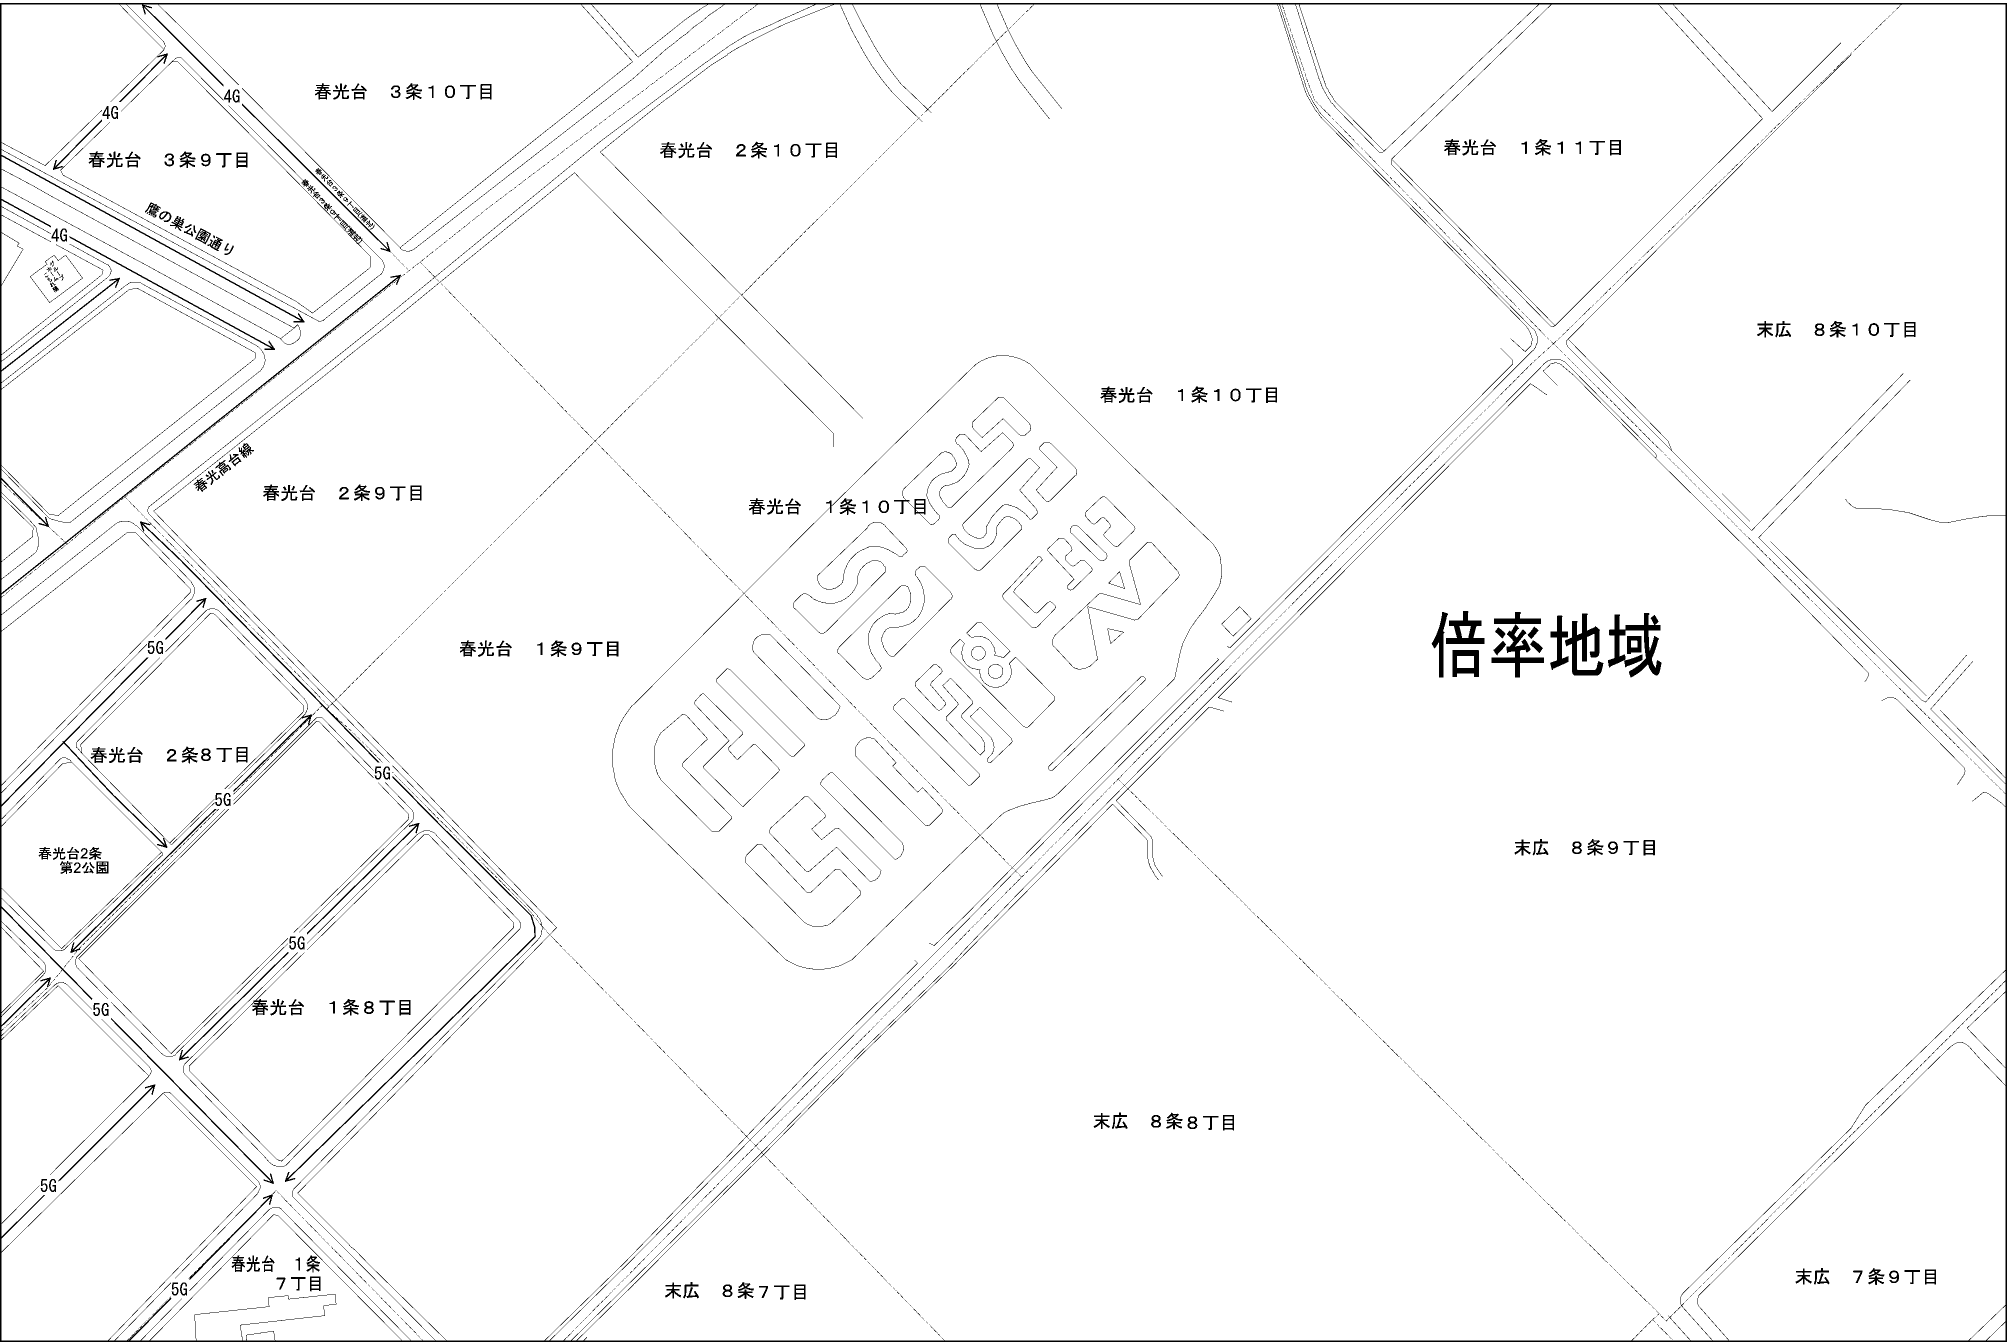 4G
春光台　３条１０丁目
4G
春光台　２条１０丁目
春光台　１条１１丁目
春光台　３条９丁目
鷹の巣公園通り
4G
末広　８条１０丁目
春光台　１条１０丁目
春光高台線
春光台　２条９丁目
春光台　１条１０丁目
5G
春光台　１条９丁目
倍率地域
春光台　２条８丁目
5G
5G
春光台2条
第2公園
末広　８条９丁目
5G
5G
春光台　１条８丁目
末広　８条８丁目
5G
春光台　１条
７丁目
5G
末広　８条７丁目
末広　７条９丁目